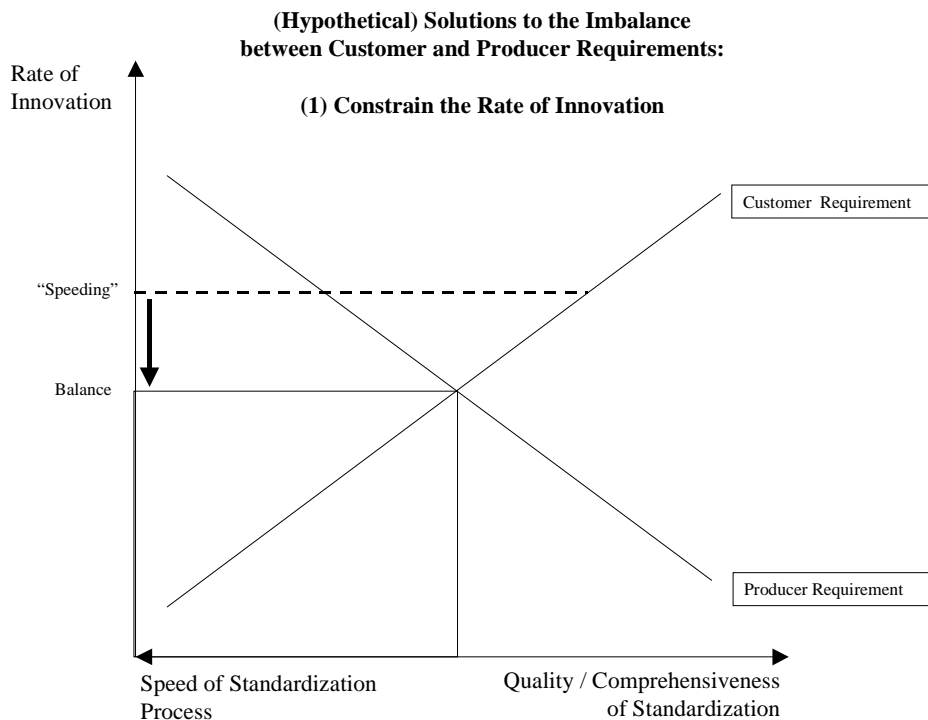 (Hypothetical) Solutions to the Imbalance
between Customer and Producer Requirements:
(1) Constrain the Rate of Innovation
Rate of
Innovation
Customer Requirement
“Speeding”
Balance
Producer Requirement
Speed of Standardization
Process
Quality / Comprehensiveness
of Standardization